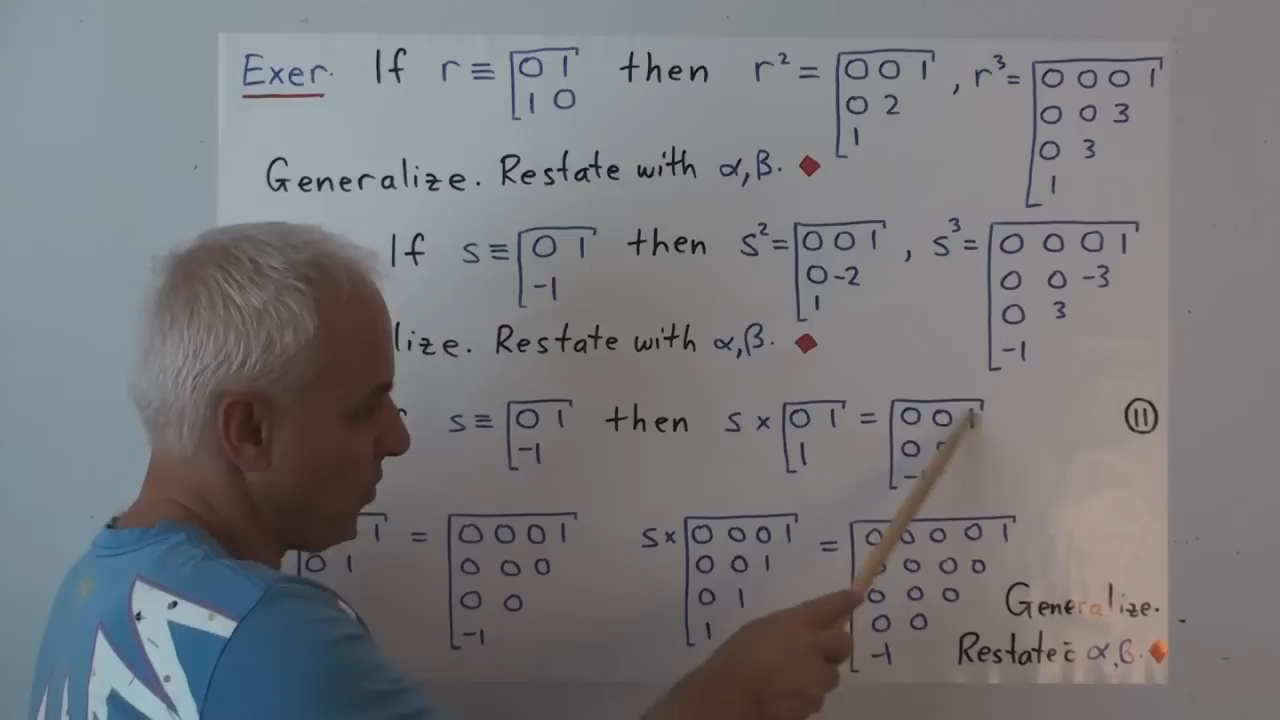 Exer. If r ≡ [0 1 then r² = [0 0 1 , r³ = [0 0 0 1
1 0 0 2 0 0 3
1 0 3
1
Generalize. Restate with α,β. ◆
If s ≡ [0 1 then s² = [0 0 1 , s³ = [0 0 0 1
-1 0 -2 0 0 -3
1 0 3
-1
lize. Restate with α,β. ◆
s ≡ [0 1 then s × [0 1 = [0 0 1 ⑪
-1 1 0
1 = [0 0 0 1 s × [0 0 0 1 = [0 0 0 0 1
0 1 0 0 0 0 0 1 0 0 0
0 0 0 1 0 0 0
-1 1 0 0
-1
Generalize.
Restate c̄ α,β. ◆